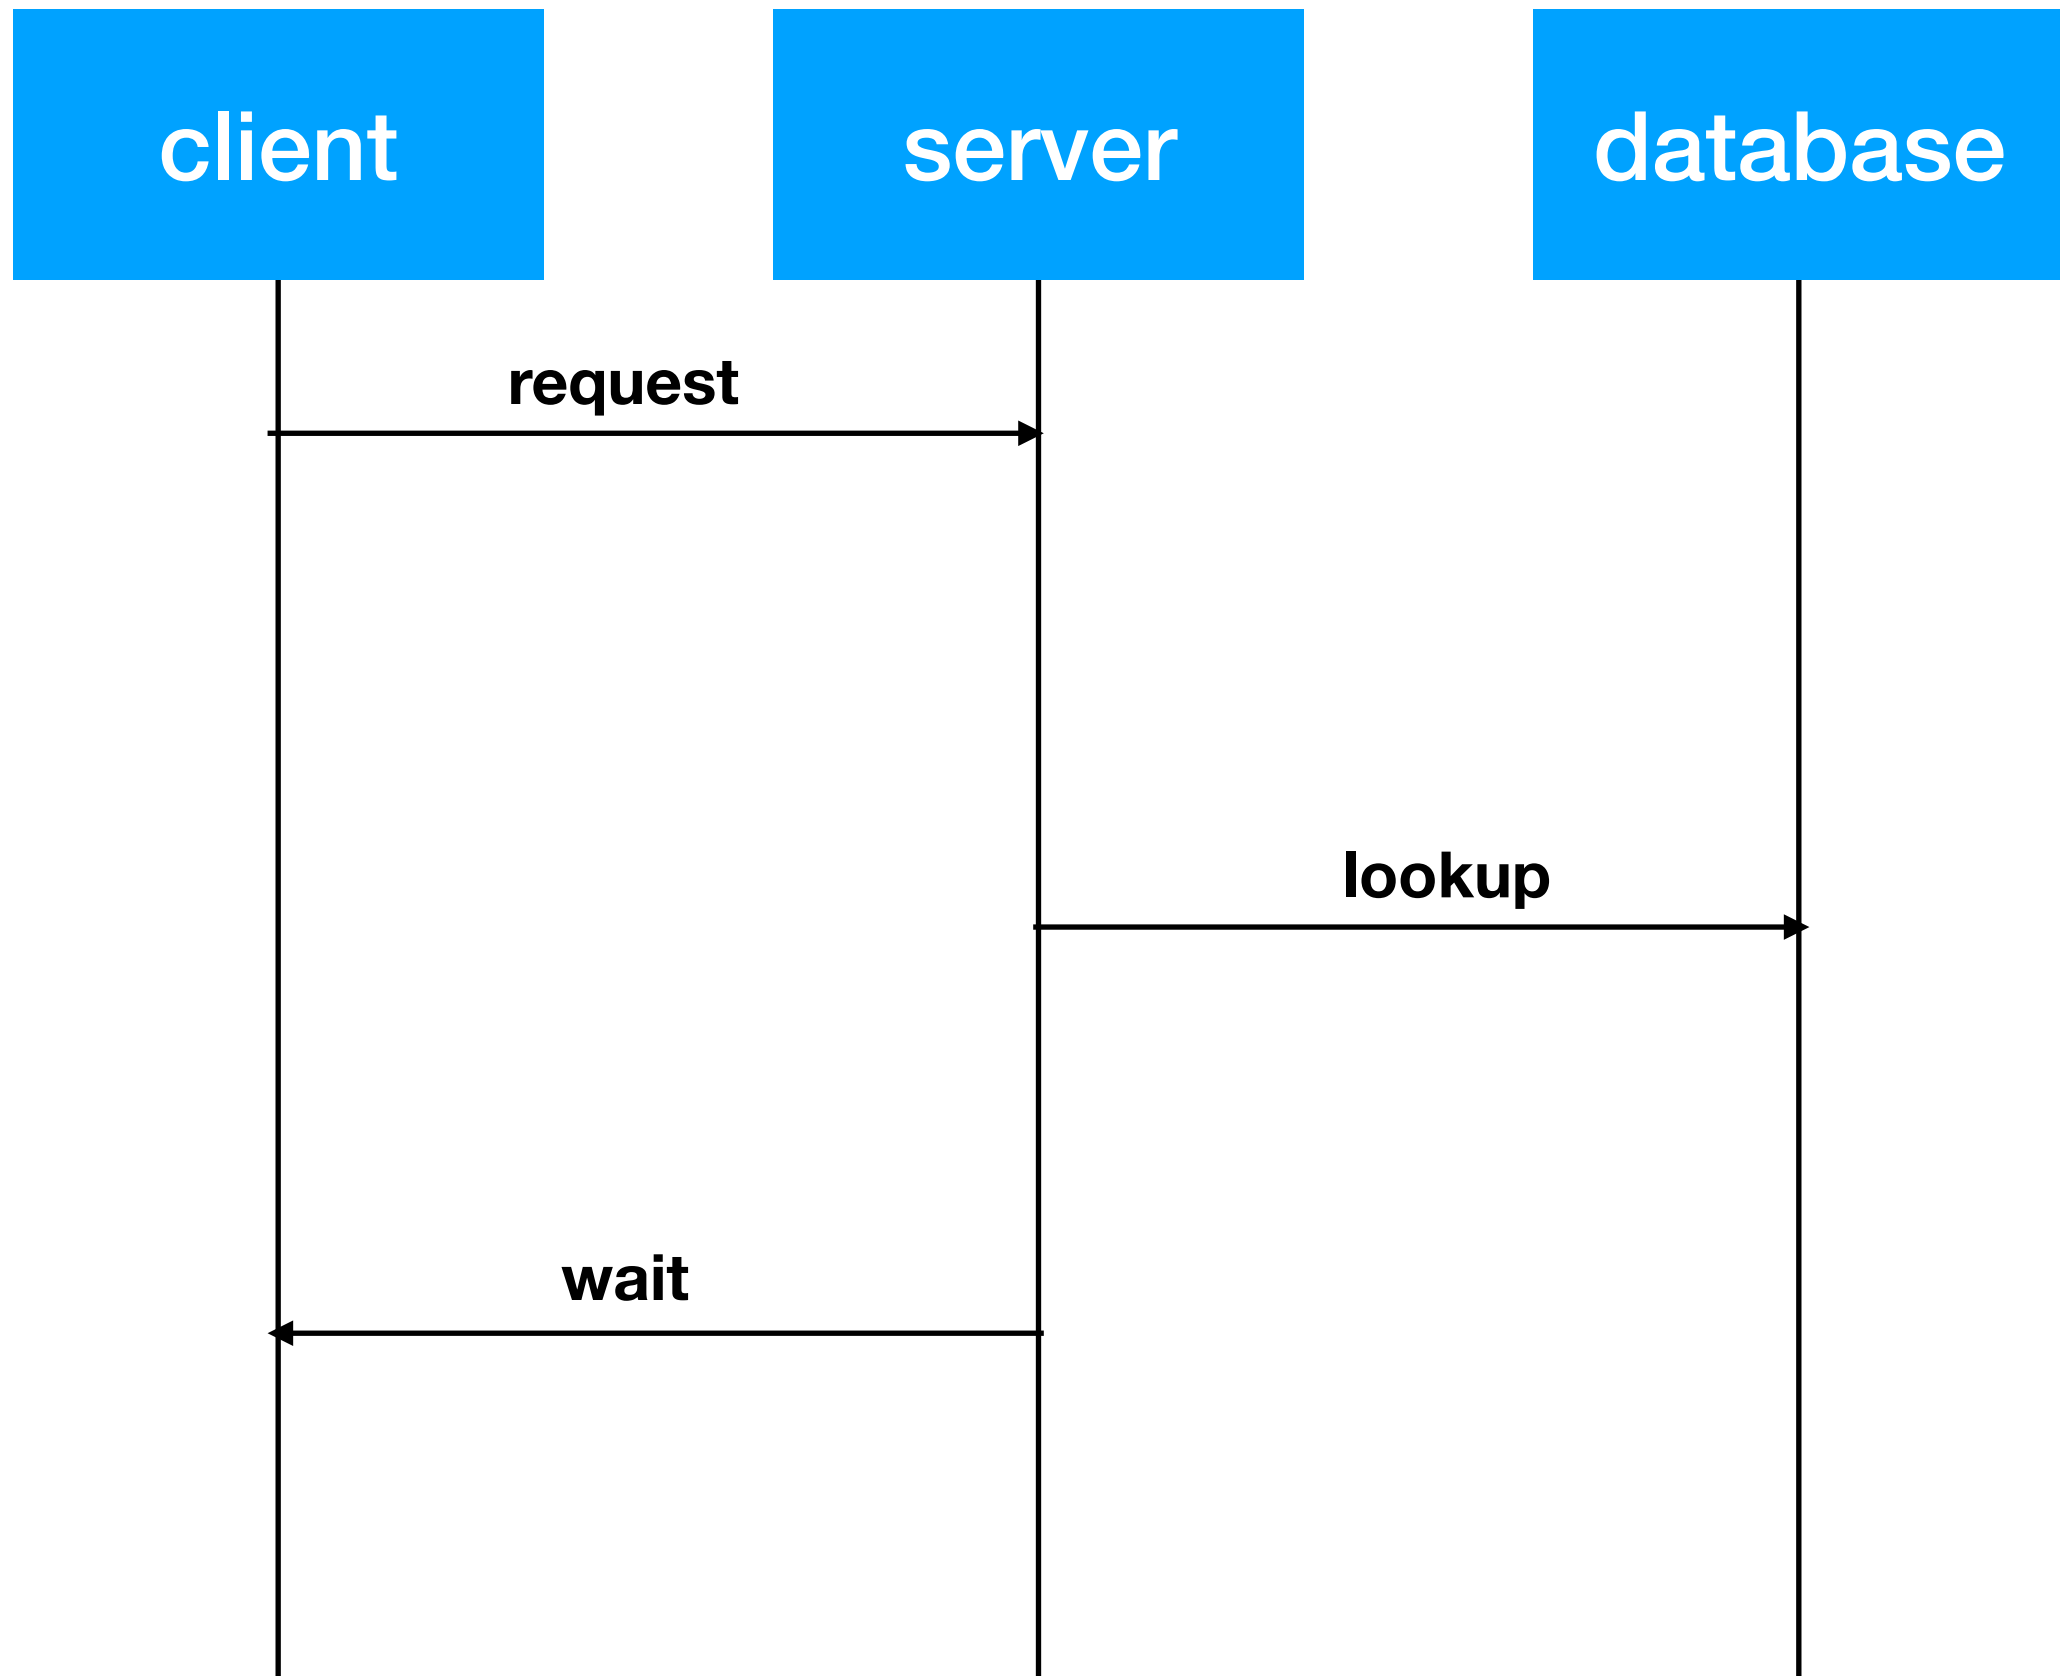 client
server
database
request
lookup
wait